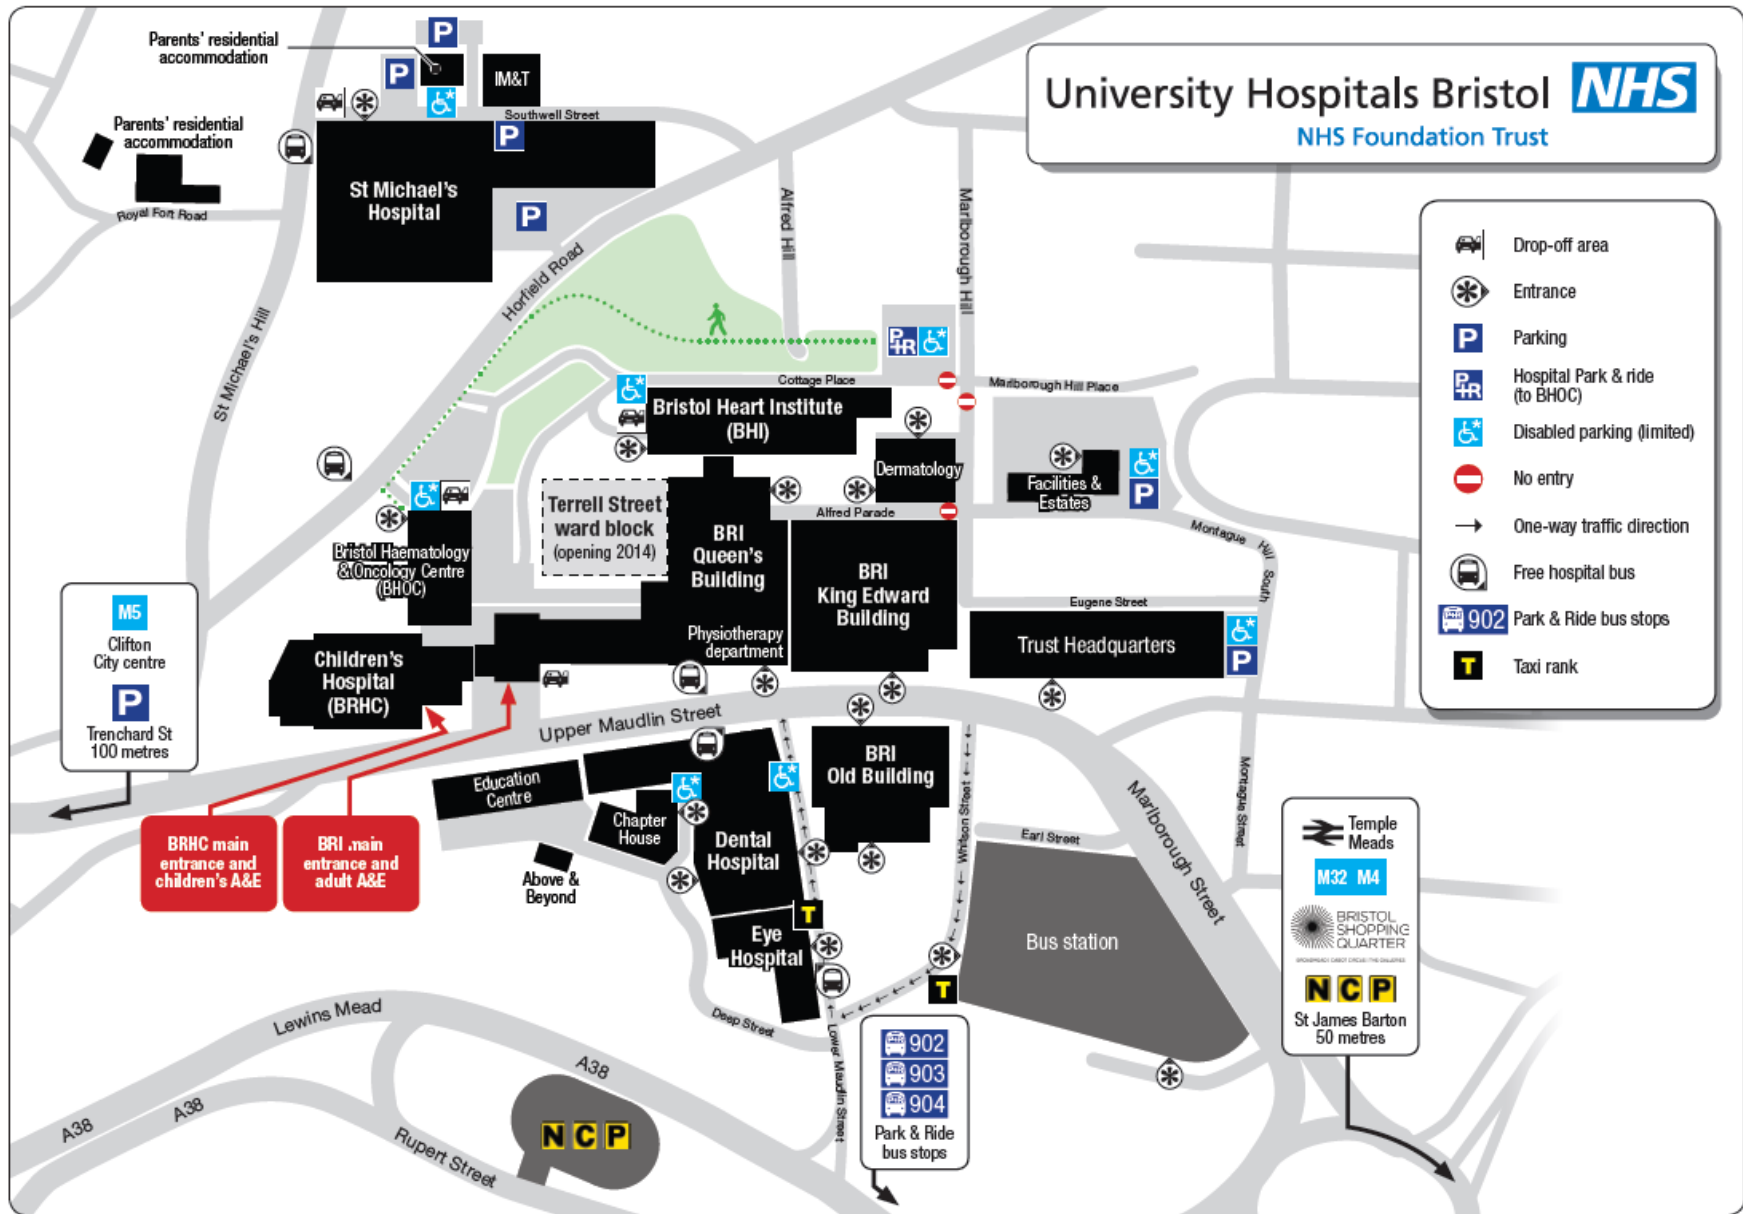 Parents' residential
accommodation
P
P
IM&T
Southwell Street
P
Parents' residential
accommodation
Royal Fort Road
St Michael's
Hospital
P
University Hospitals Bristol NHS
NHS Foundation Trust
Drop-off area
Entrance
P Parking
P+R Hospital Park & ride
(to BHOC)
Disabled parking (limited)
No entry
One-way traffic direction
Free hospital bus
902 Park & Ride bus stops
T Taxi rank
St Michael's Hill
Horfield Road
Alfred Hill
Marlborough Hill
P+R
Cottage Place
Marlborough Hill Place
Bristol Heart Institute
(BHI)
Dermatology
Facilities &
Estates
P
Terrell Street
ward block
(opening 2014)
BRI
Queen's
Building
Alfred Parade
Montague Hill South
Bristol Haematology
& Oncology Centre
(BHOC)
BRI
King Edward
Building
Eugene Street
Physiotherapy
department
Trust Headquarters
P
Children's
Hospital
(BRHC)
M5
Clifton
City centre
P
Trenchard St
100 metres
Upper Maudlin Street
BRHC main
entrance and
children's A&E
BRI main
entrance and
adult A&E
Education
Centre
Chapter
House
Above &
Beyond
Dental
Hospital
BRI
Old Building
Whitson Street
Earl Street
Marlborough Street
Montague Street
T
Eye
Hospital
T
Bus station
Deep Street
Lower Maudlin Street
902
903
904
Park & Ride
bus stops
Temple
Meads
M32 M4
BRISTOL
SHOPPING
QUARTER
NCP
St James Barton
50 metres
Lewins Mead
A38
A38
A38
Rupert Street
NCP